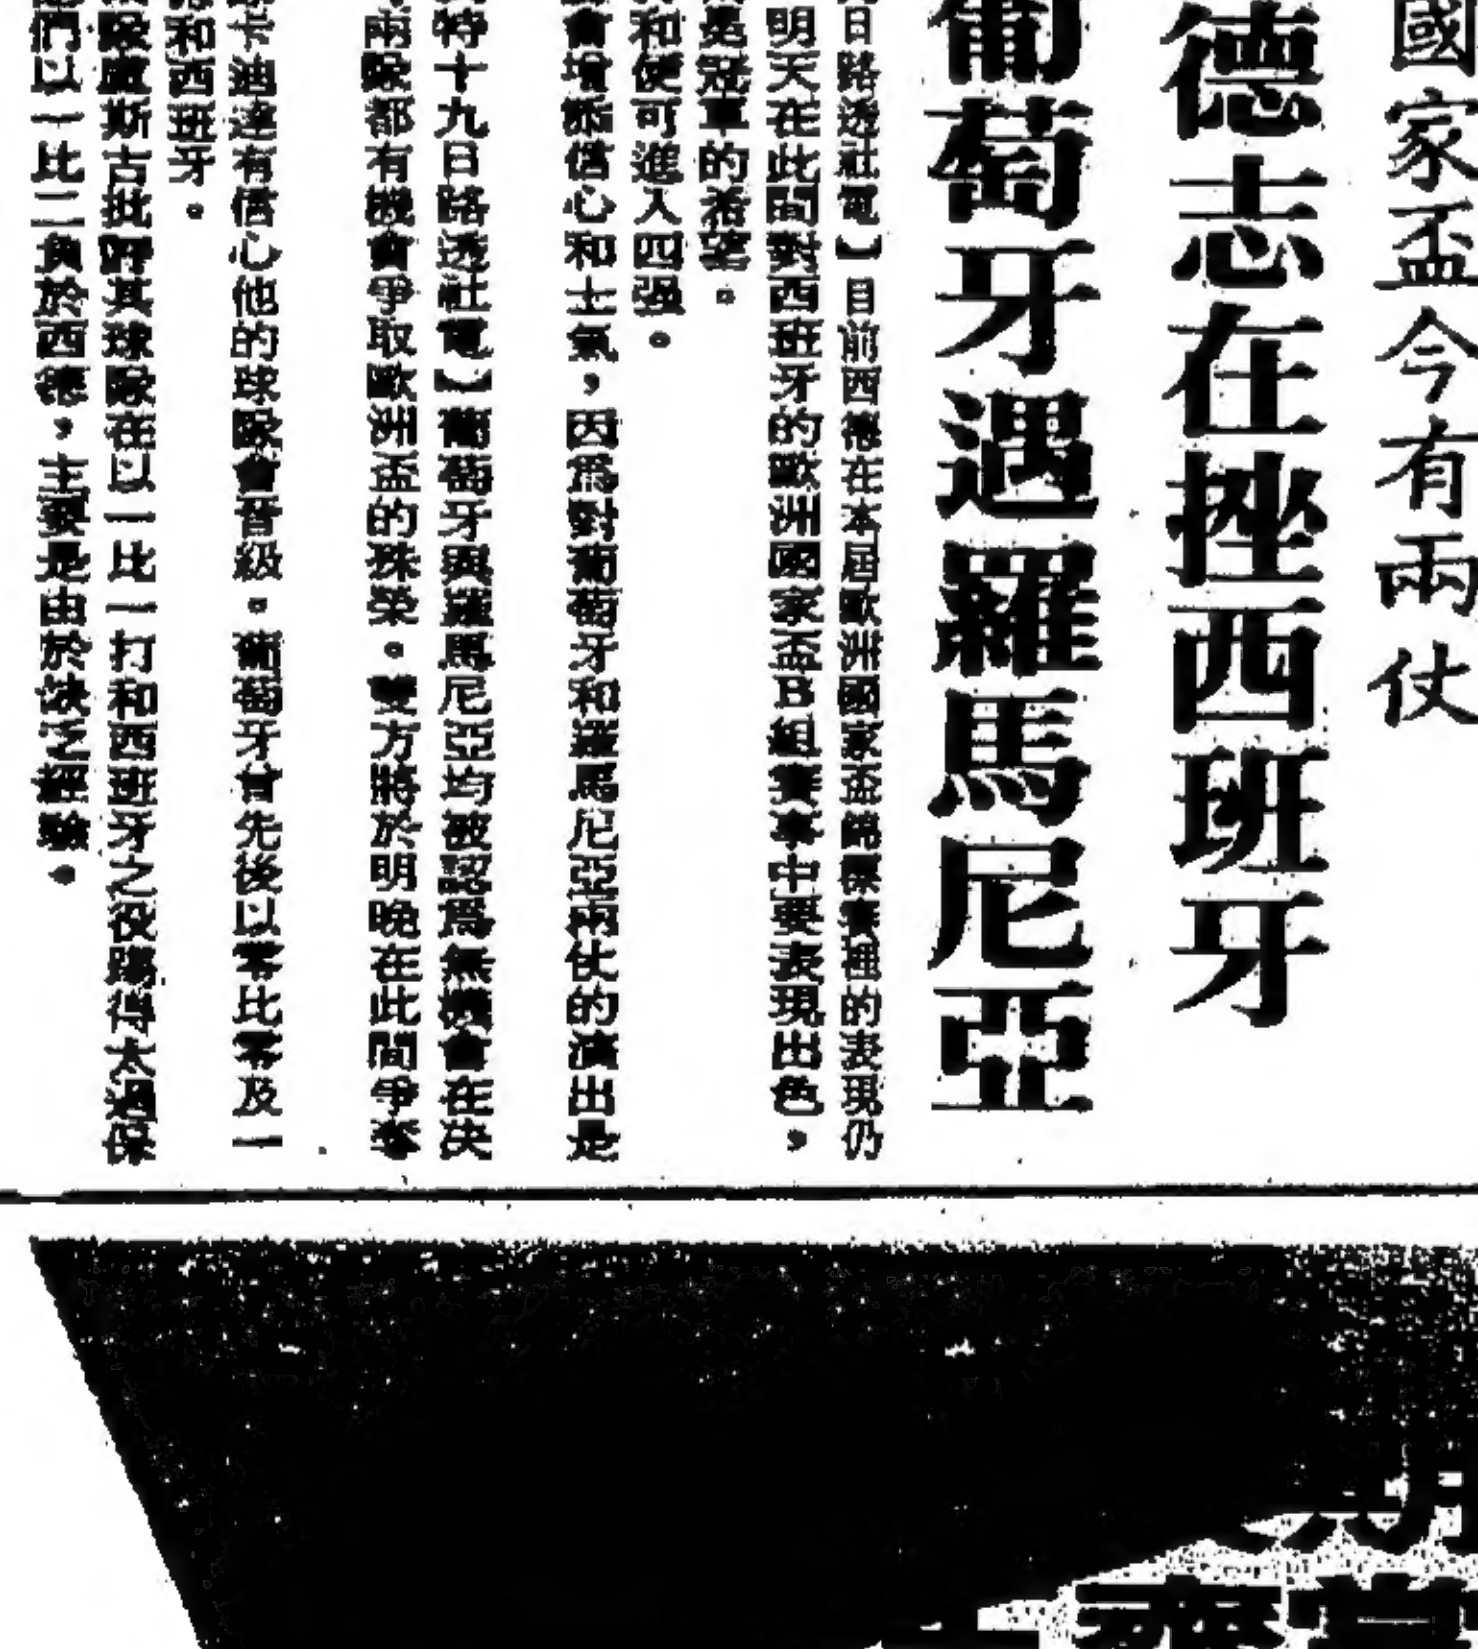 國家盃今有兩仗
德志在挫西班牙
葡萄牙遇羅馬尼亞
日路透社電】目前西德在本屆歐洲國家盃錦標賽裡的表現仍
明天在此間對西班牙的歐洲國家盃B組賽事中要表現出色，
冠軍的希望。
和便可進入四强。
會增添信心和士氣，因爲對葡萄牙和羅馬尼亞兩仗的演出是
特十九日路透社電】葡萄牙與羅馬尼亞均被認爲無機會在決
兩隊都有機會爭取歐洲盃的殊榮。雙方將於明晚在此間爭奪
卡迪達有信心他的球隊會晉級。葡萄牙曾先後以零比零及一
和西班牙。
隊盧斯古批評其球隊在以一比一打和西班牙之役踢得太過保
們以一比二負於西德，主要是由於缺乏經驗。